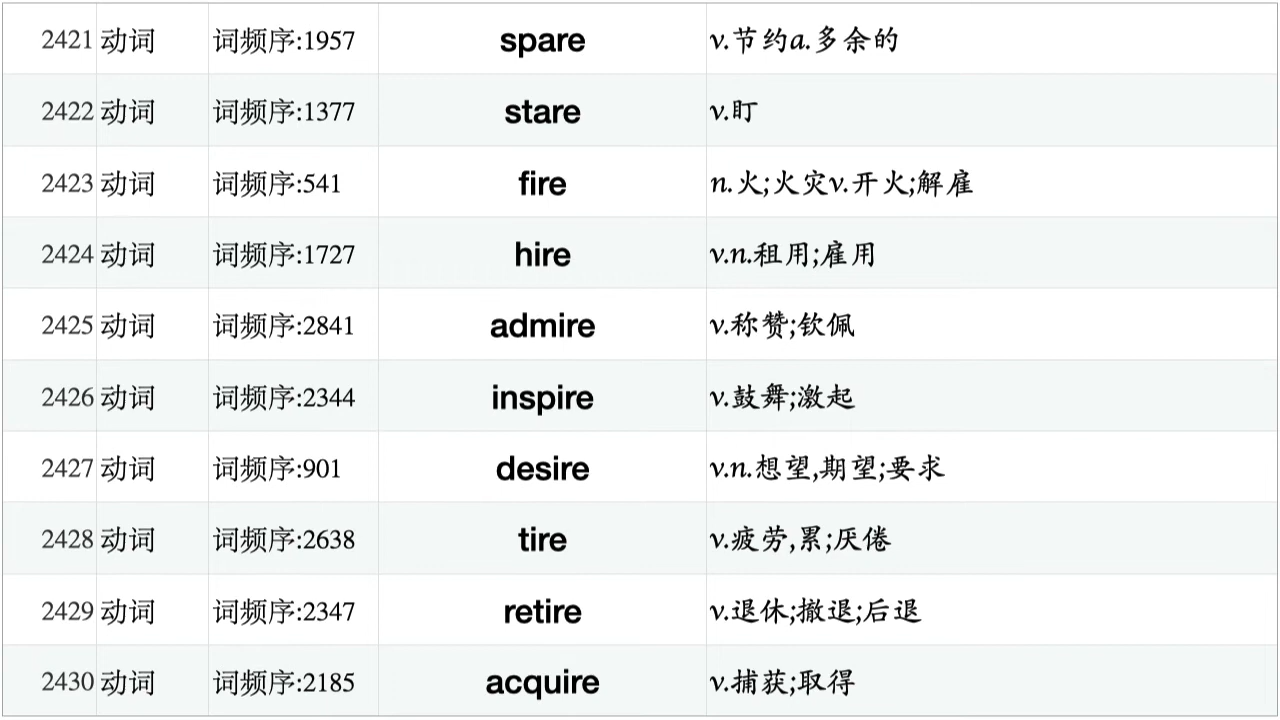 2421 动词 词频序:1957 spare v.节约a.多余的
2422 动词 词频序:1377 stare v.盯
2423 动词 词频序:541 fire n.火;火灾v.开火;解雇
2424 动词 词频序:1727 hire v.n.租用;雇用
2425 动词 词频序:2841 admire v.称赞;钦佩
2426 动词 词频序:2344 inspire v.鼓舞;激起
2427 动词 词频序:901 desire v.n.想望,期望;要求
2428 动词 词频序:2638 tire v.疲劳,累;厌倦
2429 动词 词频序:2347 retire v.退休;撤退;后退
2430 动词 词频序:2185 acquire v.捕获;取得